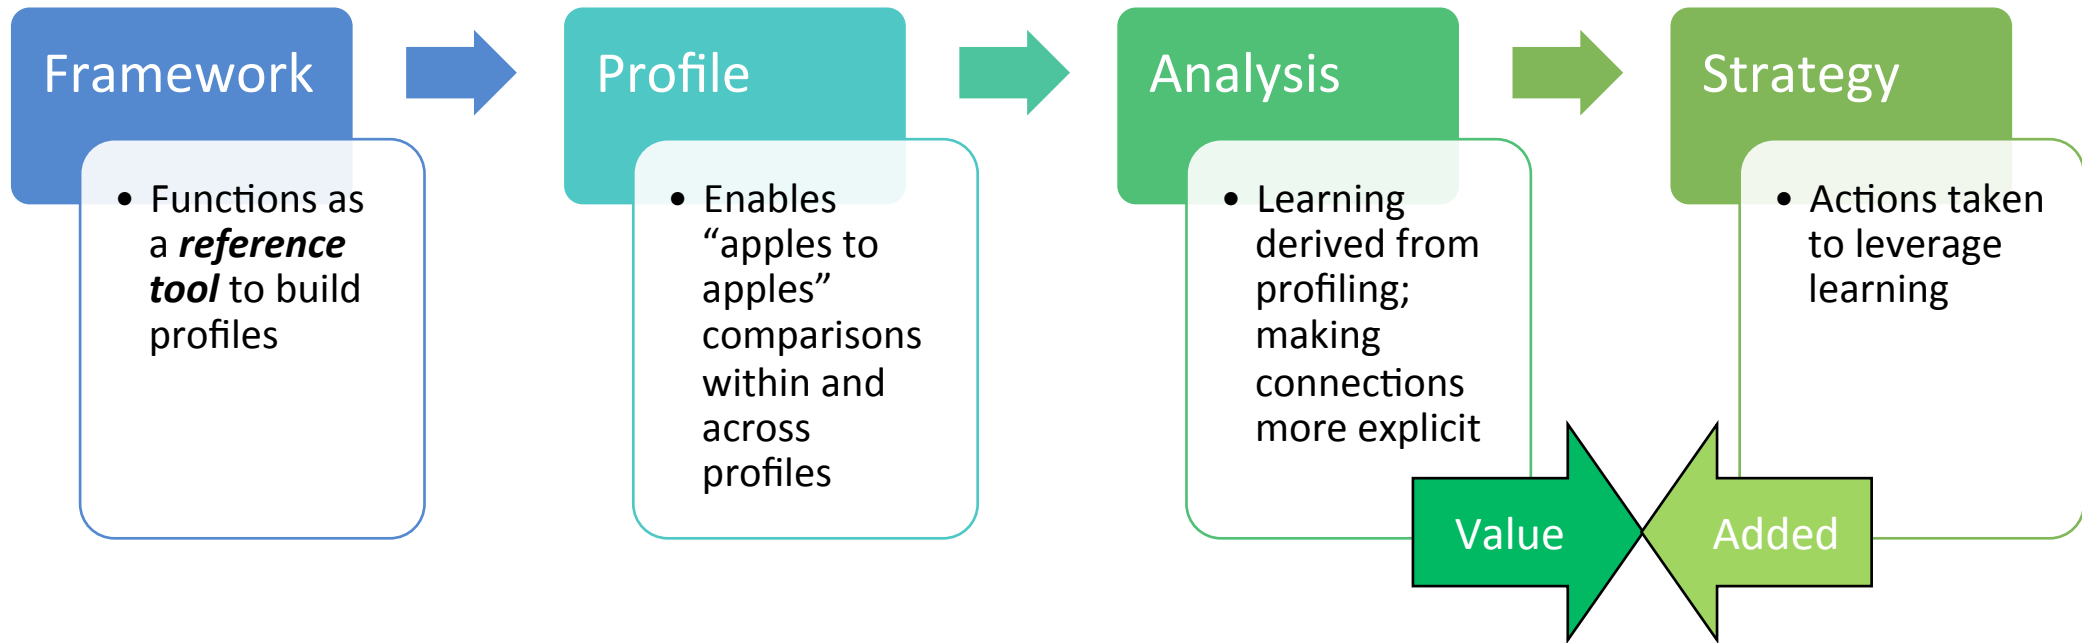 Framework
• Functions as
a reference
tool to build
profiles
Profile
• Enables
“apples to
apples”
comparisons
within and
across
profiles
Analysis
• Learning
derived from
profiling;
making
connections
more explicit
Strategy
• Actions taken
to leverage
learning
Value
Added